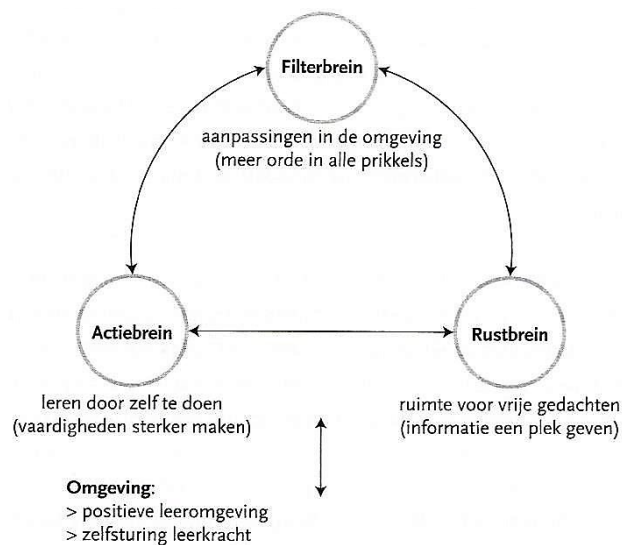 Filterbrein
aanpassingen in de omgeving
(meer orde in alle prikkels)
Actiebrein
Rustbrein
leren door zelf te doen
(vaardigheden sterker maken)
ruimte voor vrije gedachten
(informatie een plek geven)
Omgeving:
> positieve leeromgeving
> zelfsturing leerkracht